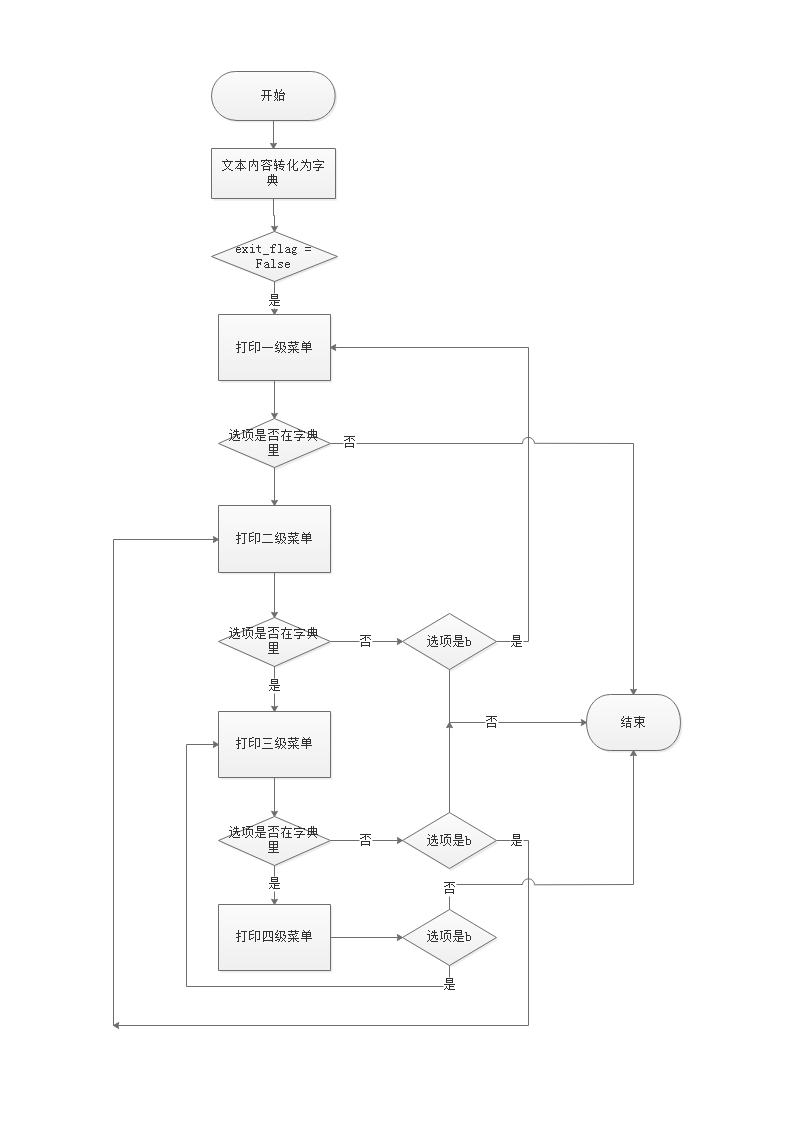 开始
文本内容转化为字
典
exit_flag =
False
是
打印一级菜单
选项是否在字典
里
否
打印二级菜单
选项是否在字典
里
否
选项是b
是
是
打印三级菜单
否
结束
选项是否在字典
里
否
选项是b
是
是
否
打印四级菜单
选项是b
是